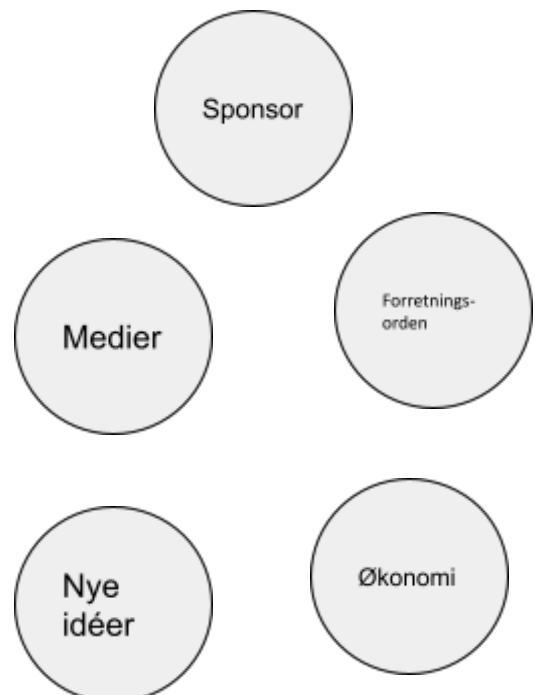 Sponsor
Medier
Forretnings-
orden
Nye
idéer
Økonomi